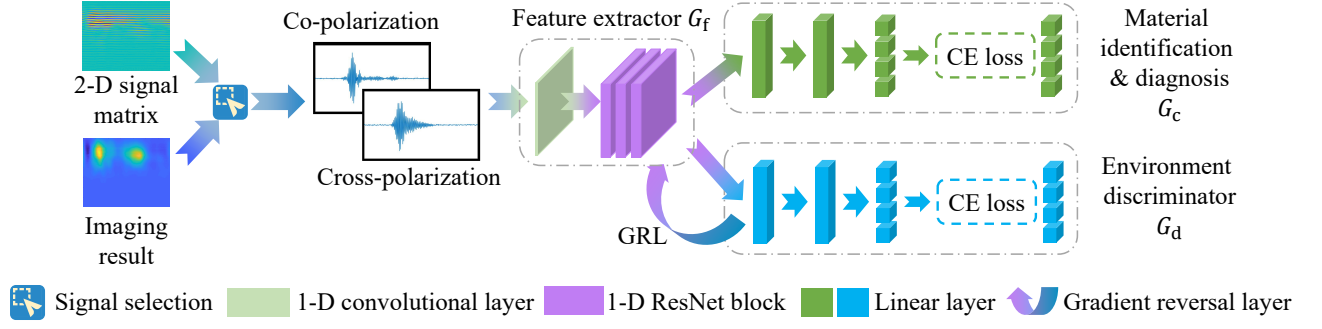 2-D signal
matrix
Imaging
result
Co-polarization
Cross-polarization
Feature extractor G_f
GRL
CE loss
Material
identification
& diagnosis
G_c
CE loss
Environment
discriminator
G_d
Signal selection
1-D convolutional layer
1-D ResNet block
Linear layer
Gradient reversal layer